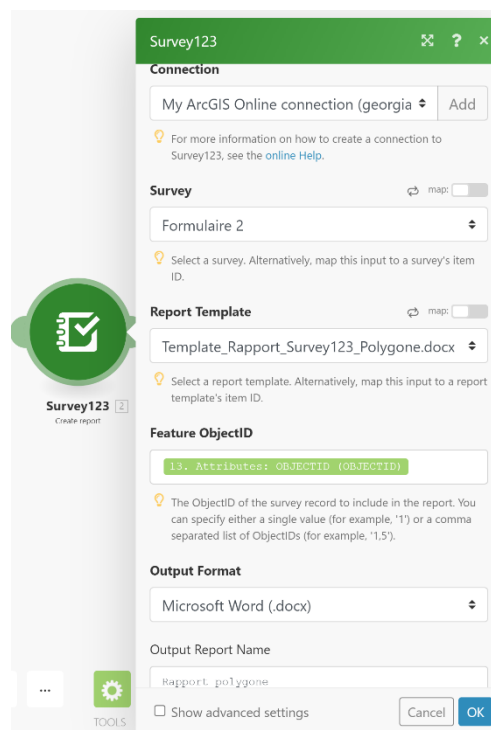 Survey123
?
×
Connection
My ArcGIS Online connection (georgia
Add
For more information on how to create a connection to
Survey123, see the online Help.
Survey
map:
Formulaire 2
Select a survey. Alternatively, map this input to a survey's item
ID.
Report Template
map:
Template_Rapport_Survey123_Polygone.docx
Select a report template. Alternatively, map this input to a report
template's item ID.
Survey123 2
Create report
Feature ObjectID
13. Attributes: OBJECTID (OBJECTID)
The ObjectID of the survey record to include in the report. You
can specify either a single value (for example, '1') or a comma
separated list of ObjectIDs (for example, '1,5').
Output Format
Microsoft Word (.docx)
Output Report Name
Rapport polygone
...
TOOLS
Show advanced settings
Cancel
OK